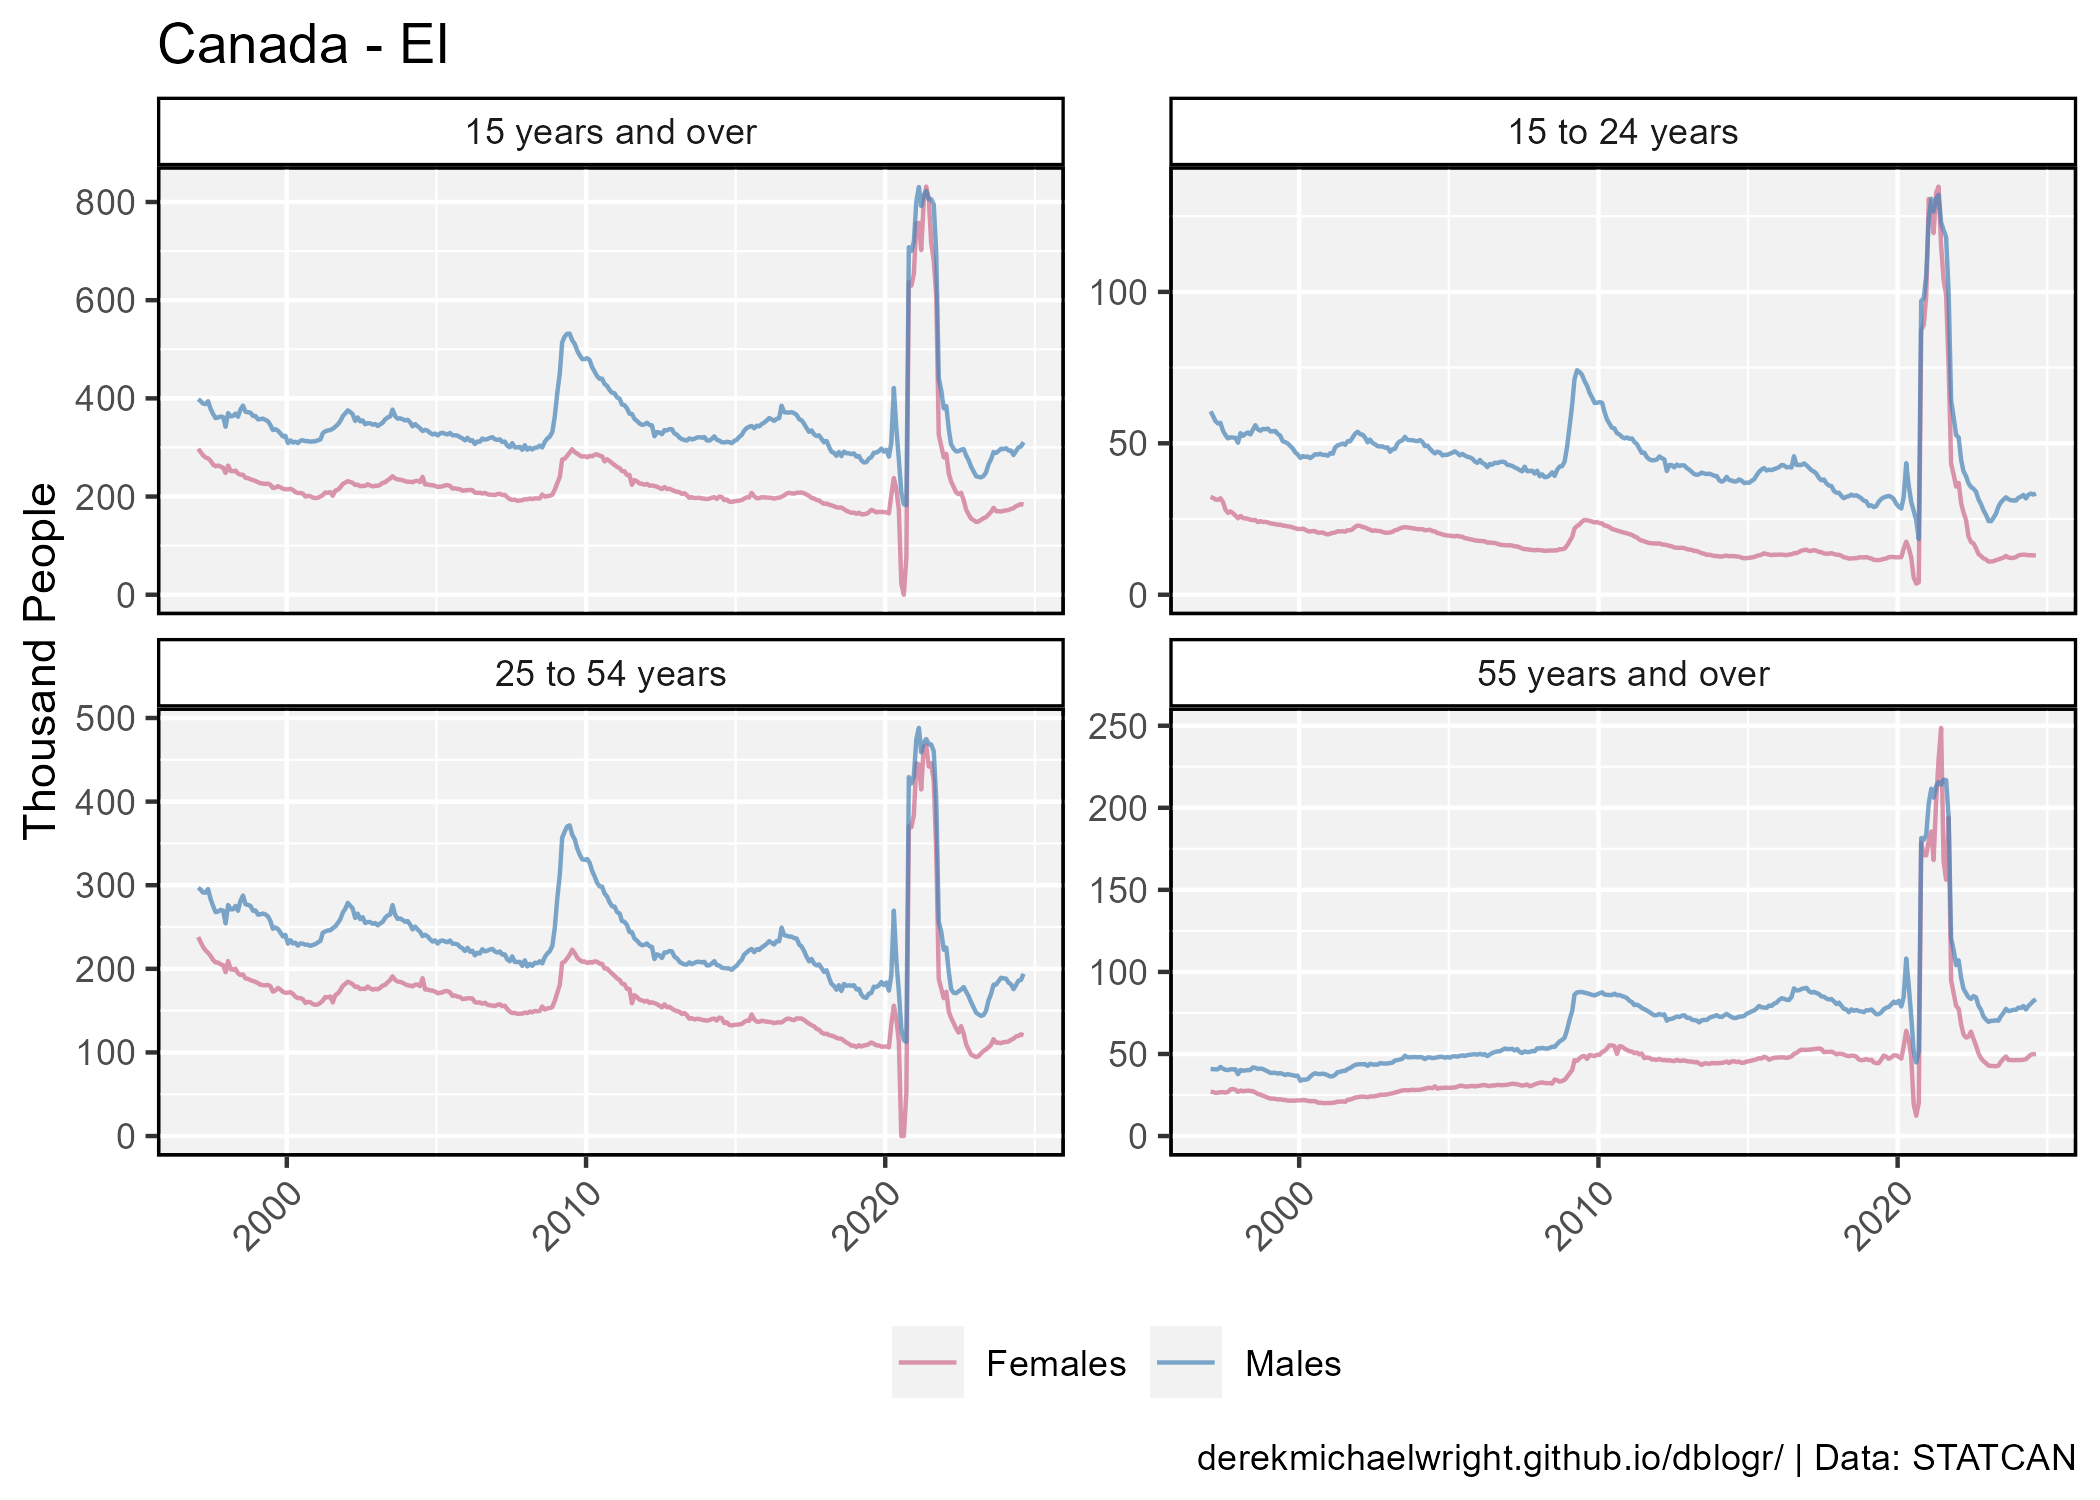 Canada - EI
Thousand People
15 years and over
800
600
400
200
0
15 to 24 years
100
50
0
25 to 54 years
500
400
300
200
100
0
2000
2010
2020
55 years and over
250
200
150
100
50
0
2000
2010
2020
Females
Males
derekmichaelwright.github.io/dblogr/ | Data: STATCAN